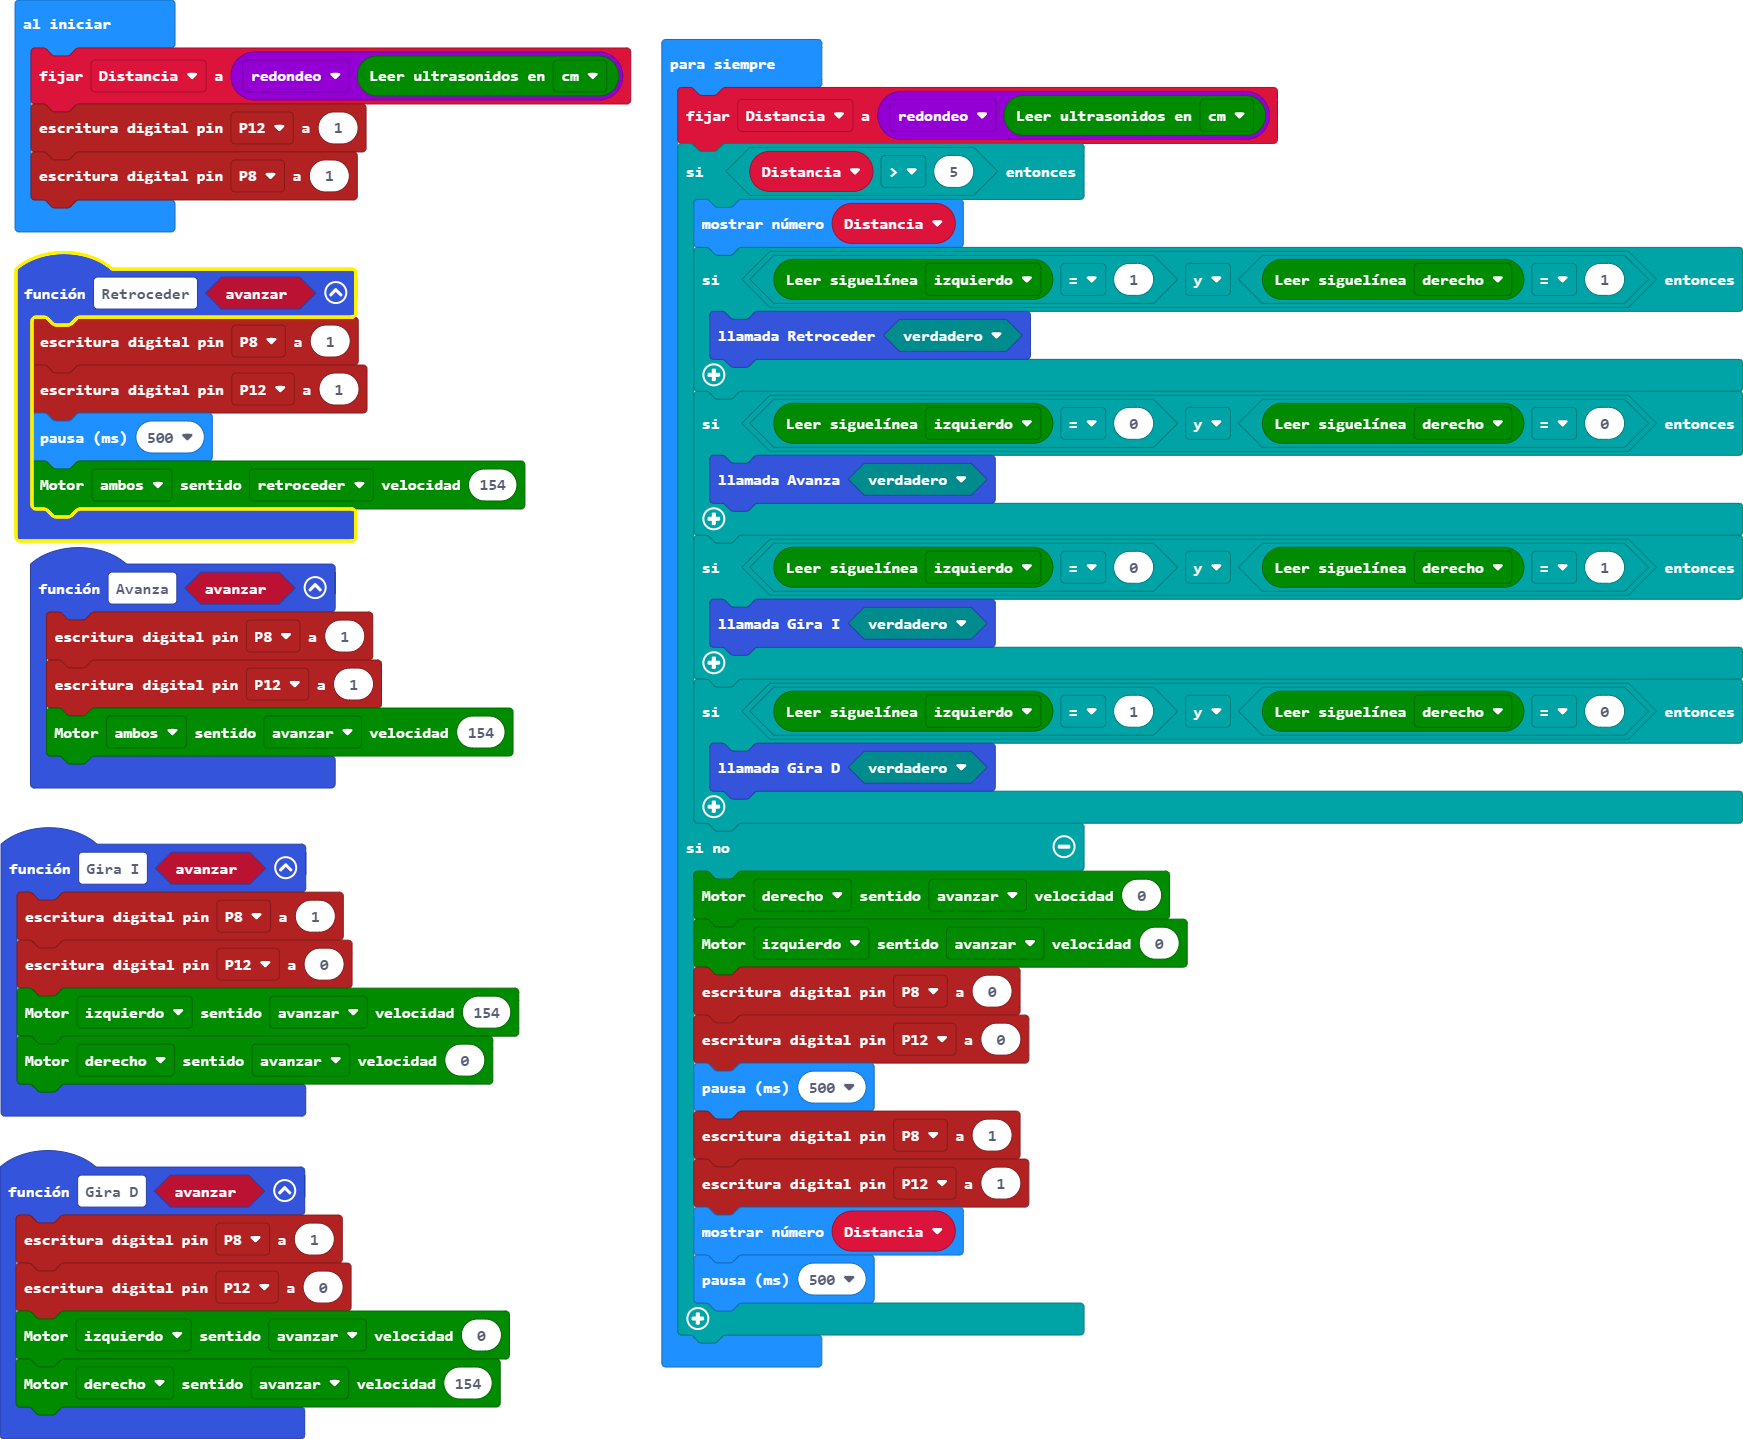 al iniciar
fijar Distancia a redondeo Leer ultrasonidos en cm
escritura digital pin P12 a 1
escritura digital pin P8 a 1
función Retroceder avanzar
escritura digital pin P8 a 1
escritura digital pin P12 a 1
pausa (ms) 500
Motor ambos sentido retroceder velocidad 154
función Avanza avanzar
escritura digital pin P8 a 1
escritura digital pin P12 a 1
Motor ambos sentido avanzar velocidad 154
función Gira I avanzar
escritura digital pin P8 a 1
escritura digital pin P12 a 0
Motor izquierdo sentido avanzar velocidad 154
Motor derecho sentido avanzar velocidad 0
función Gira D avanzar
escritura digital pin P8 a 1
escritura digital pin P12 a 0
Motor izquierdo sentido avanzar velocidad 0
Motor derecho sentido avanzar velocidad 154
para siempre
fijar Distancia a redondeo Leer ultrasonidos en cm
si Distancia > 5 entonces
mostrar número Distancia
si Leer siguelínea izquierdo = 1 y Leer siguelínea derecho = 1 entonces
llamada Retroceder verdadero
si Leer siguelínea izquierdo = 0 y Leer siguelínea derecho = 0 entonces
llamada Avanza verdadero
si Leer siguelínea izquierdo = 0 y Leer siguelínea derecho = 1 entonces
llamada Gira I verdadero
si Leer siguelínea izquierdo = 1 y Leer siguelínea derecho = 0 entonces
llamada Gira D verdadero
si no
Motor derecho sentido avanzar velocidad 0
Motor izquierdo sentido avanzar velocidad 0
escritura digital pin P8 a 0
escritura digital pin P12 a 0
pausa (ms) 500
escritura digital pin P8 a 1
escritura digital pin P12 a 1
mostrar número Distancia
pausa (ms) 500